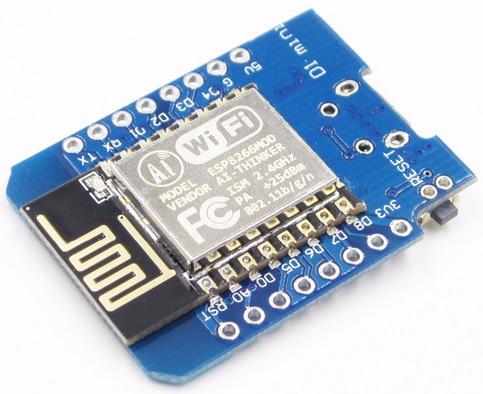 D1 mini
5V
G
D4
D3
D2
D1
RX
TX
Ai
WiFi
MODEL ESP8266MOD
VENDOR AI-THINKER
ISM 2.4GHz
PA +25dBm
802.11b/g/n
FC
RESET
3V3
D8
D7
D6
D5
D0
A0
RST